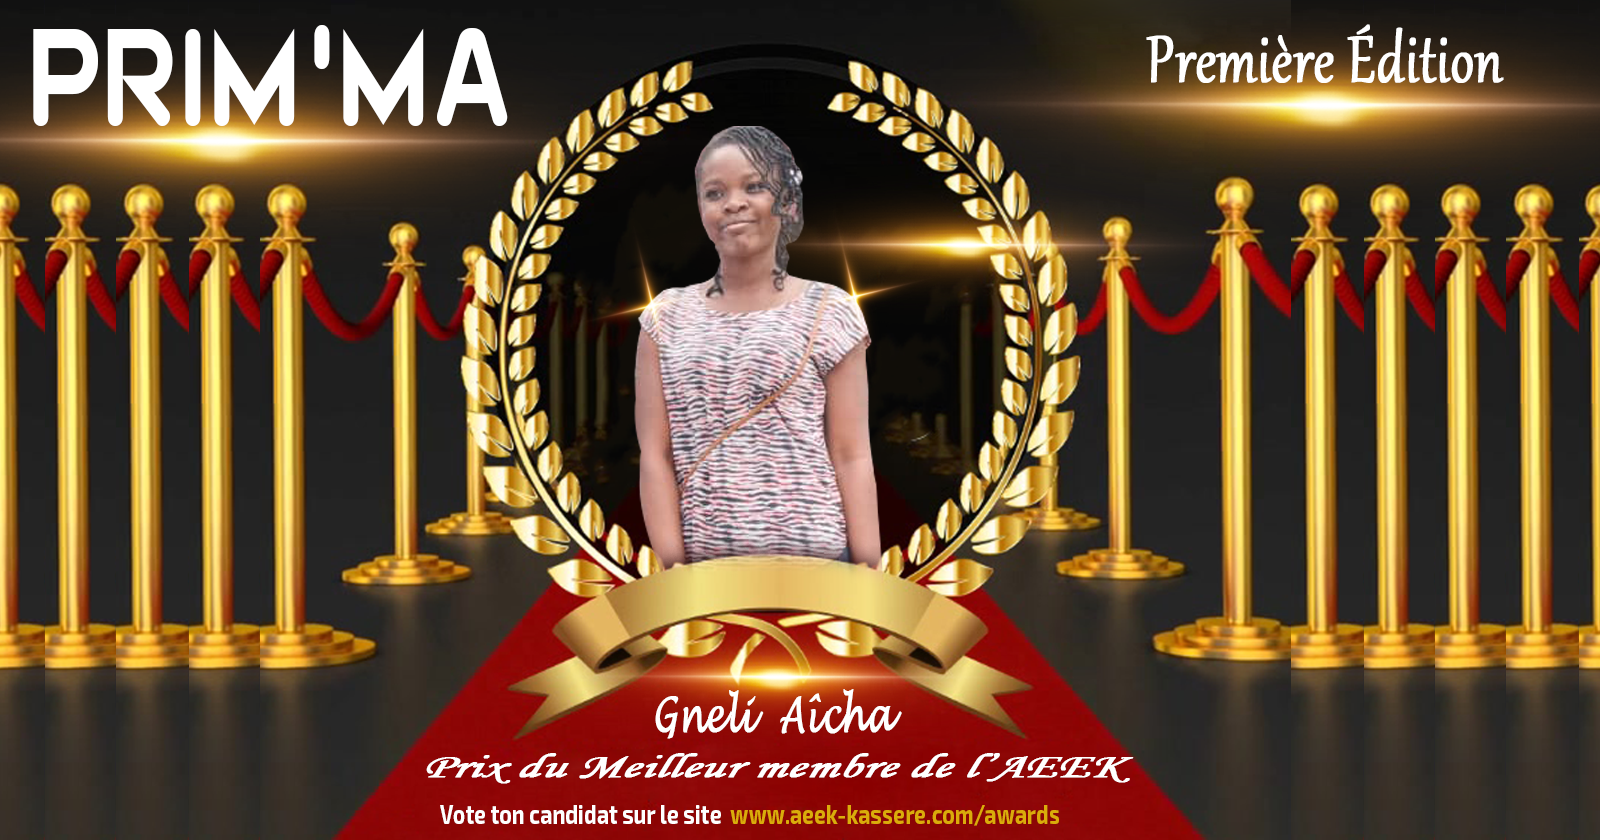 PRIM'MA
Première Édition
Gneli Aîcha
Prix du Meilleur membre de l'AEEK
Vote ton candidat sur le site www.aeek-kassere.com/awards